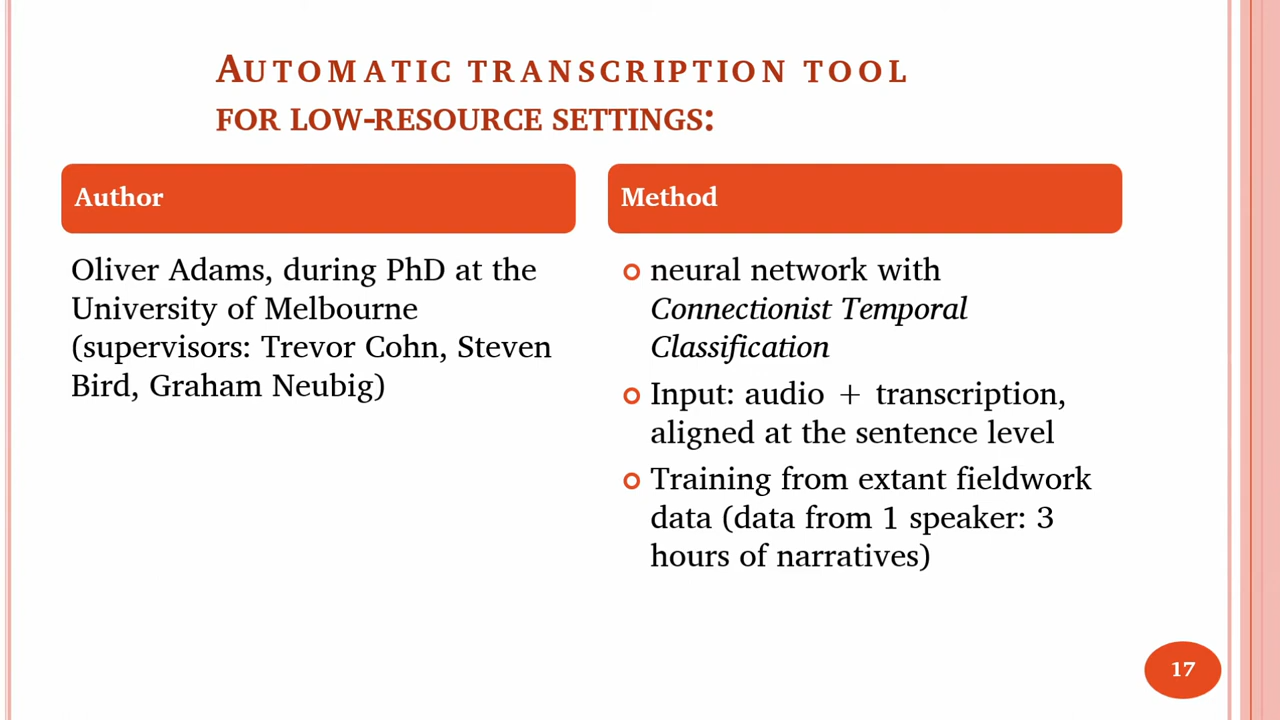 AUTOMATIC TRANSCRIPTION TOOL
FOR LOW-RESOURCE SETTINGS:
Author
Oliver Adams, during PhD at the
University of Melbourne
(supervisors: Trevor Cohn, Steven
Bird, Graham Neubig)
Method
neural network with
Connectionist Temporal
Classification
Input: audio + transcription,
aligned at the sentence level
Training from extant fieldwork
data (data from 1 speaker: 3
hours of narratives)
17